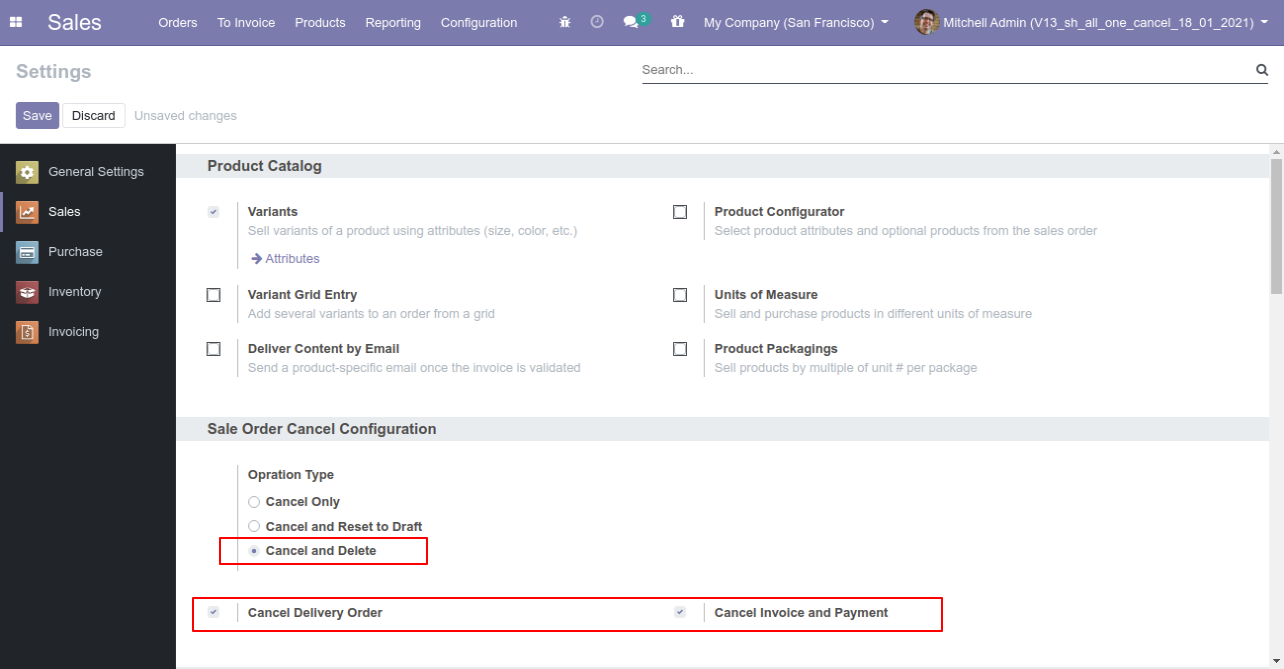 Sales Orders To Invoice Products Reporting Configuration 3 My Company (San Francisco) Mitchell Admin (V13_sh_all_one_cancel_18_01_2021)
Settings Search...
Save Discard Unsaved changes
General Settings
Sales
Purchase
Inventory
Invoicing
Product Catalog
Variants Product Configurator
Sell variants of a product using attributes (size, color, etc.) Select product attributes and optional products from the sales order
Attributes
Variant Grid Entry Units of Measure
Add several variants to an order from a grid Sell and purchase products in different units of measure
Deliver Content by Email Product Packagings
Send a product-specific email once the invoice is validated Sell products by multiple of unit # per package
Sale Order Cancel Configuration
Opration Type
Cancel Only
Cancel and Reset to Draft
Cancel and Delete
Cancel Delivery Order Cancel Invoice and Payment